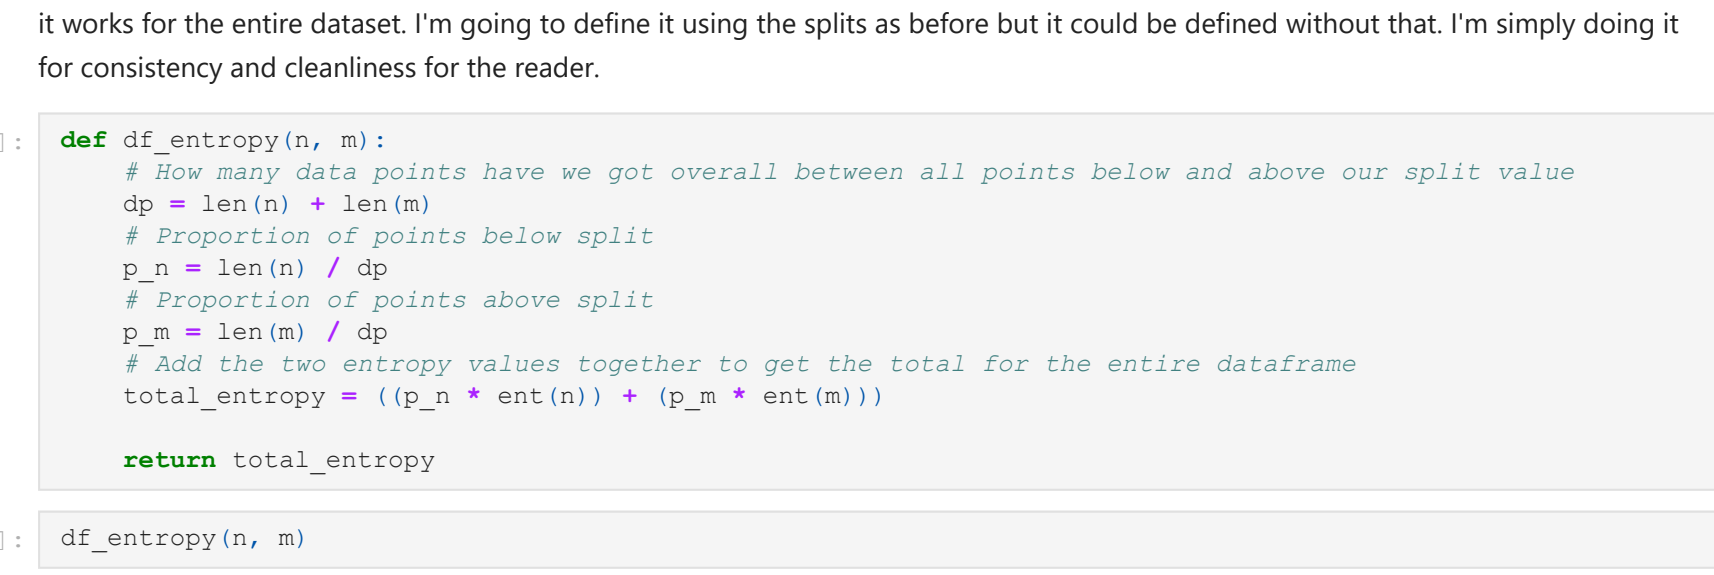 it works for the entire dataset. I'm going to define it using the splits as before but it could be defined without that. I'm simply doing it
for consistency and cleanliness for the reader.
]:
def df_entropy(n, m):
    # How many data points have we got overall between all points below and above our split value
    dp = len(n) + len(m)
    # Proportion of points below split
    p_n = len(n) / dp
    # Proportion of points above split
    p_m = len(m) / dp
    # Add the two entropy values together to get the total for the entire dataframe
    total_entropy = ((p_n * ent(n)) + (p_m * ent(m)))
    return total_entropy
]:
df_entropy(n, m)